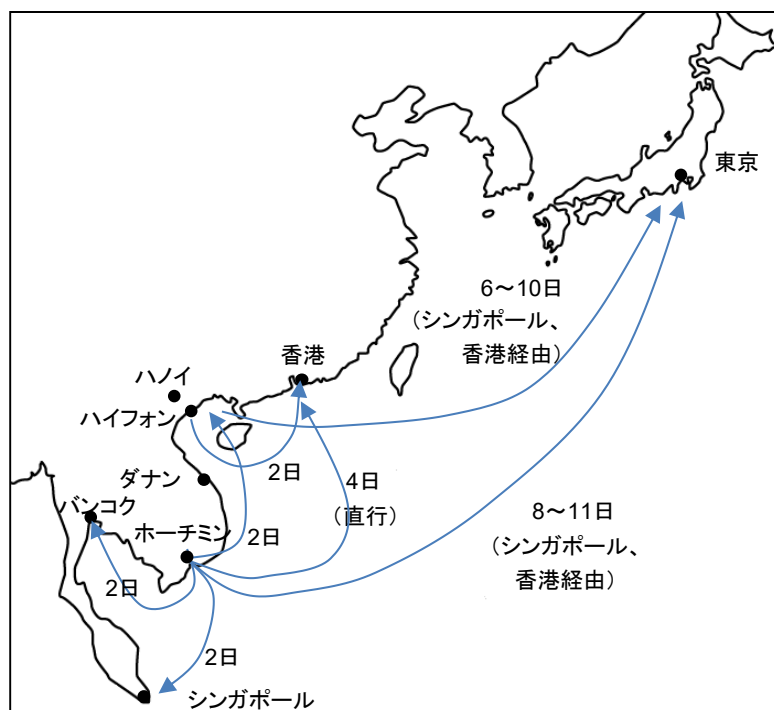 東京
6～10日
（シンガポール、
香港経由）
香港
ハノイ
ハイフォン
2日
ダナン
4日
（直行）
バンコク
ホーチミン
2日
8～11日
（シンガポール、
香港経由）
2日
2日
シンガポール